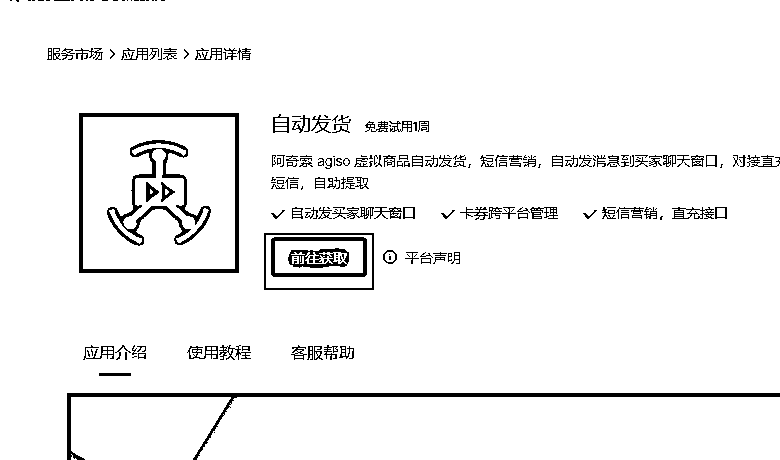 服务市场 > 应用列表 > 应用详情
自动发货 免费试用1周
阿奇索 agiso 虚拟商品自动发货，短信营销，自动发消息到买家聊天窗口，对接直
短信，自助提取
自动发买家聊天窗口 卡券跨平台管理 短信营销，直充接口
前往获取 平台声明
应用介绍 使用教程 客服帮助